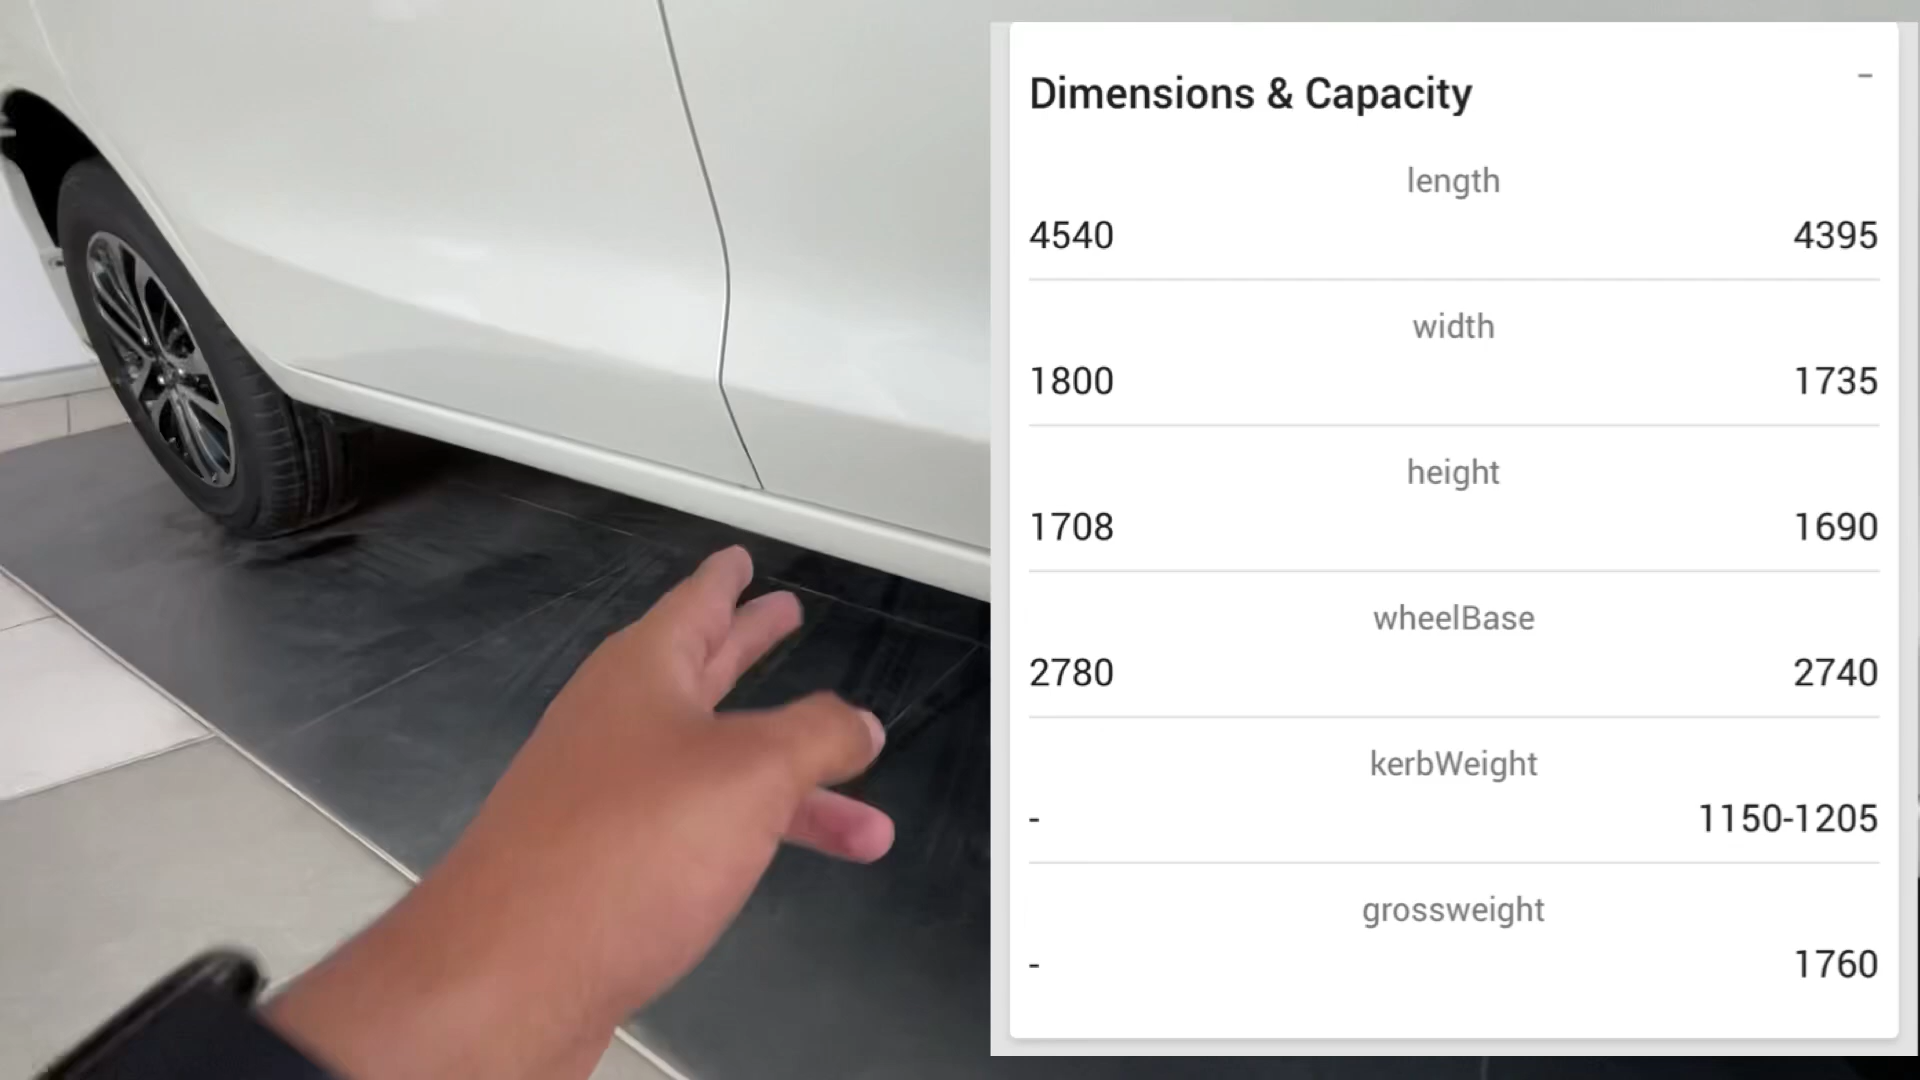 Dimensions & Capacity
-
length
4540 4395
width
1800 1735
height
1708 1690
wheelBase
2780 2740
kerbWeight
- 1150-1205
grossweight
- 1760